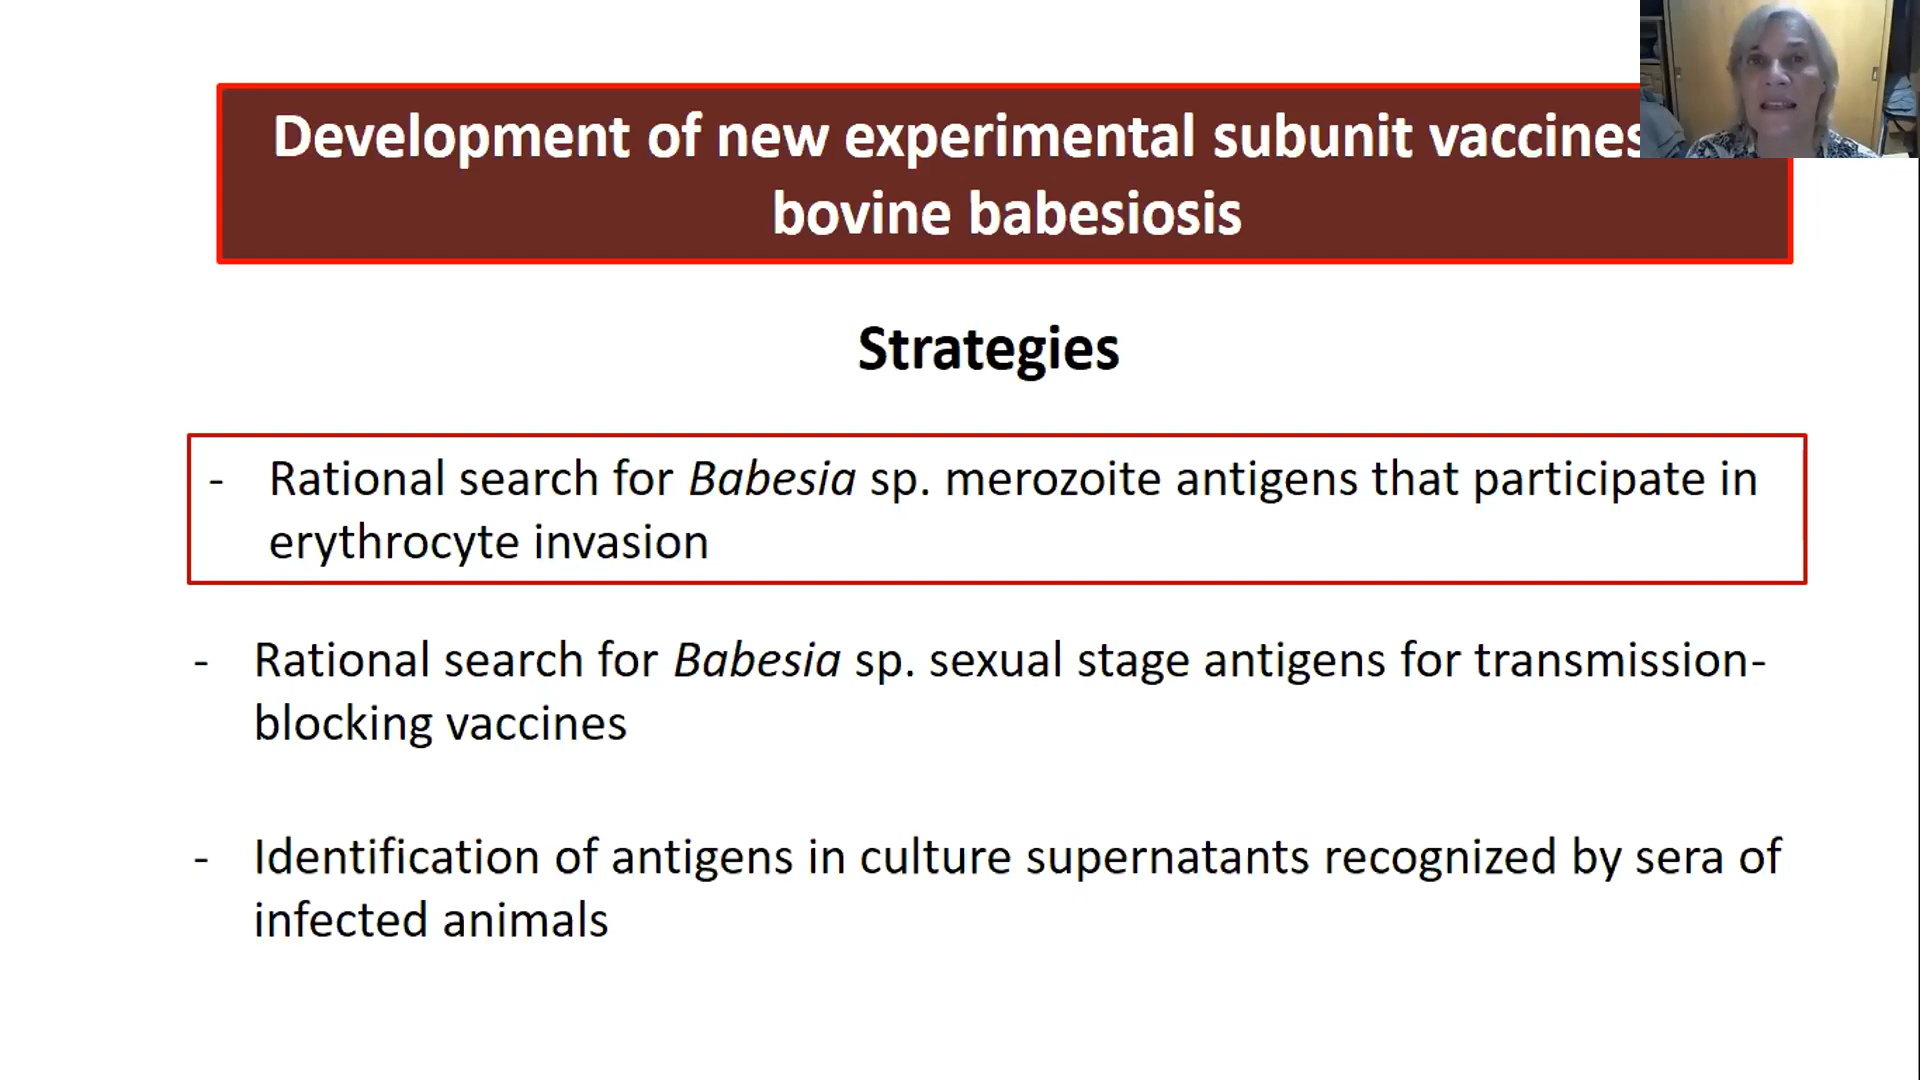 Development of new experimental subunit vaccines
bovine babesiosis
Strategies
- Rational search for Babesia sp. merozoite antigens that participate in
erythrocyte invasion
- Rational search for Babesia sp. sexual stage antigens for transmission-
blocking vaccines
- Identification of antigens in culture supernatants recognized by sera of
infected animals